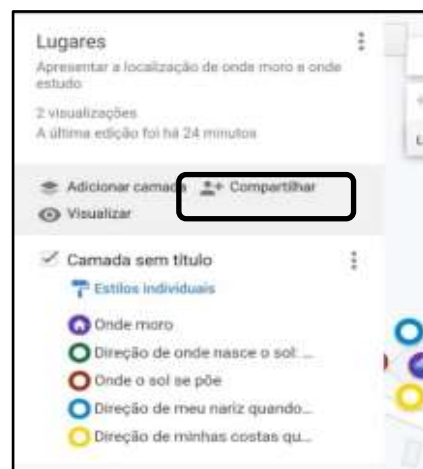 Lugares
Apresentar a localização de onde moro e onde
estudo
2 visualizações
A última edição foi há 24 minutos
Adicionar camada Compartilhar
Visualizar
Camada sem título
Estilos individuais
Onde moro
Direção de onde nasce o sol: ...
Onde o sol se põe
Direção de meu nariz quando...
Direção de minhas costas qu...